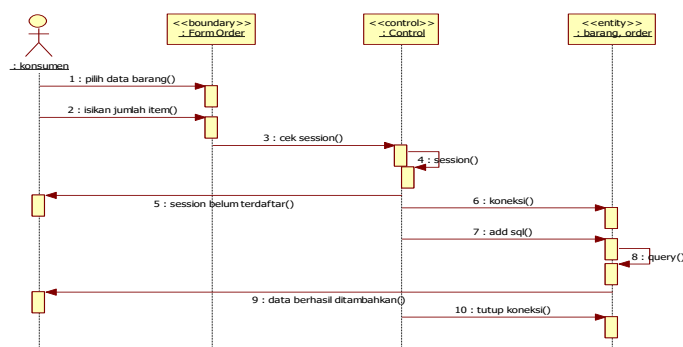 <<boundary>>
: Form Order
<<control>>
: Control
<<entity>>
: barang, order
: konsumen
1 : pilih data barang()
2 : isikan jumlah item()
3 : cek session()
4 : session()
5 : session belum terdaftar()
6 : koneksi()
7 : add sql()
8 : query()
9 : data berhasil ditambahkan()
10 : tutup koneksi()